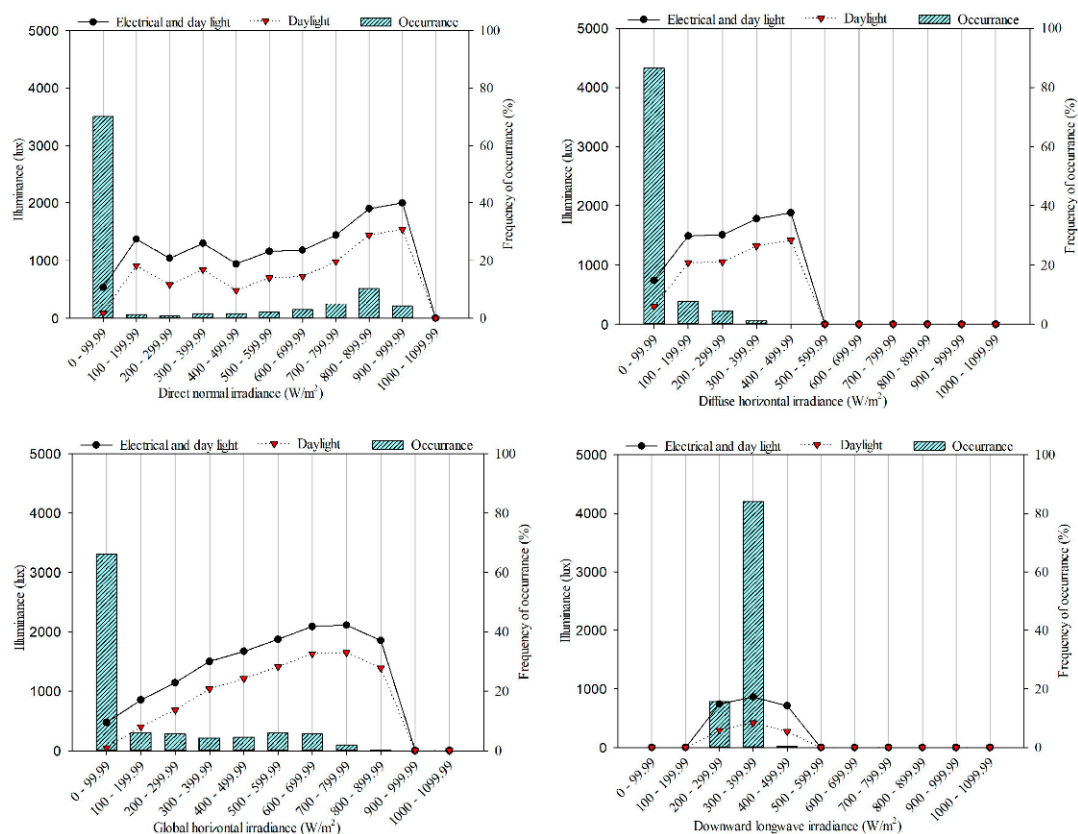 Electrical and day light Daylight Occurrance
5000 4000 3000 2000 1000 0
Illuminance (lux)
100 80 60 40 20 0
Frequency of occurrance (%)
0 - 99.99 100 - 199.99 200 - 299.99 300 - 399.99 400 - 499.99 500 - 599.99 600 - 699.99 700 - 799.99 800 - 899.99 900 - 999.99 1000 - 1099.99
Direct normal irradiance (W/m²)
Electrical and day light Daylight Occurrance
5000 4000 3000 2000 1000 0
Illuminance (lux)
100 80 60 40 20 0
Frequency of occurrance (%)
0 - 99.99 100 - 199.99 200 - 299.99 300 - 399.99 400 - 499.99 500 - 599.99 600 - 699.99 700 - 799.99 800 - 899.99 900 - 999.99 1000 - 1099.99
Diffuse horizontal irradiance (W/m²)
Electrical and day light Daylight Occurrance
5000 4000 3000 2000 1000 0
Illuminance (lux)
100 80 60 40 20 0
Frequency of occurrance (%)
0 - 99.99 100 - 199.99 200 - 299.99 300 - 399.99 400 - 499.99 500 - 599.99 600 - 699.99 700 - 799.99 800 - 899.99 900 - 999.99 1000 - 1099.99
Global horizontal irradiance (W/m²)
Electrical and day light Daylight Occurrance
5000 4000 3000 2000 1000 0
Illuminance (lux)
100 80 60 40 20 0
Frequency of occurrance (%)
0 - 99.99 100 - 199.99 200 - 299.99 300 - 399.99 400 - 499.99 500 - 599.99 600 - 699.99 700 - 799.99 800 - 899.99 900 - 999.99 1000 - 1099.99
Downward longwave irradiance (W/m²)